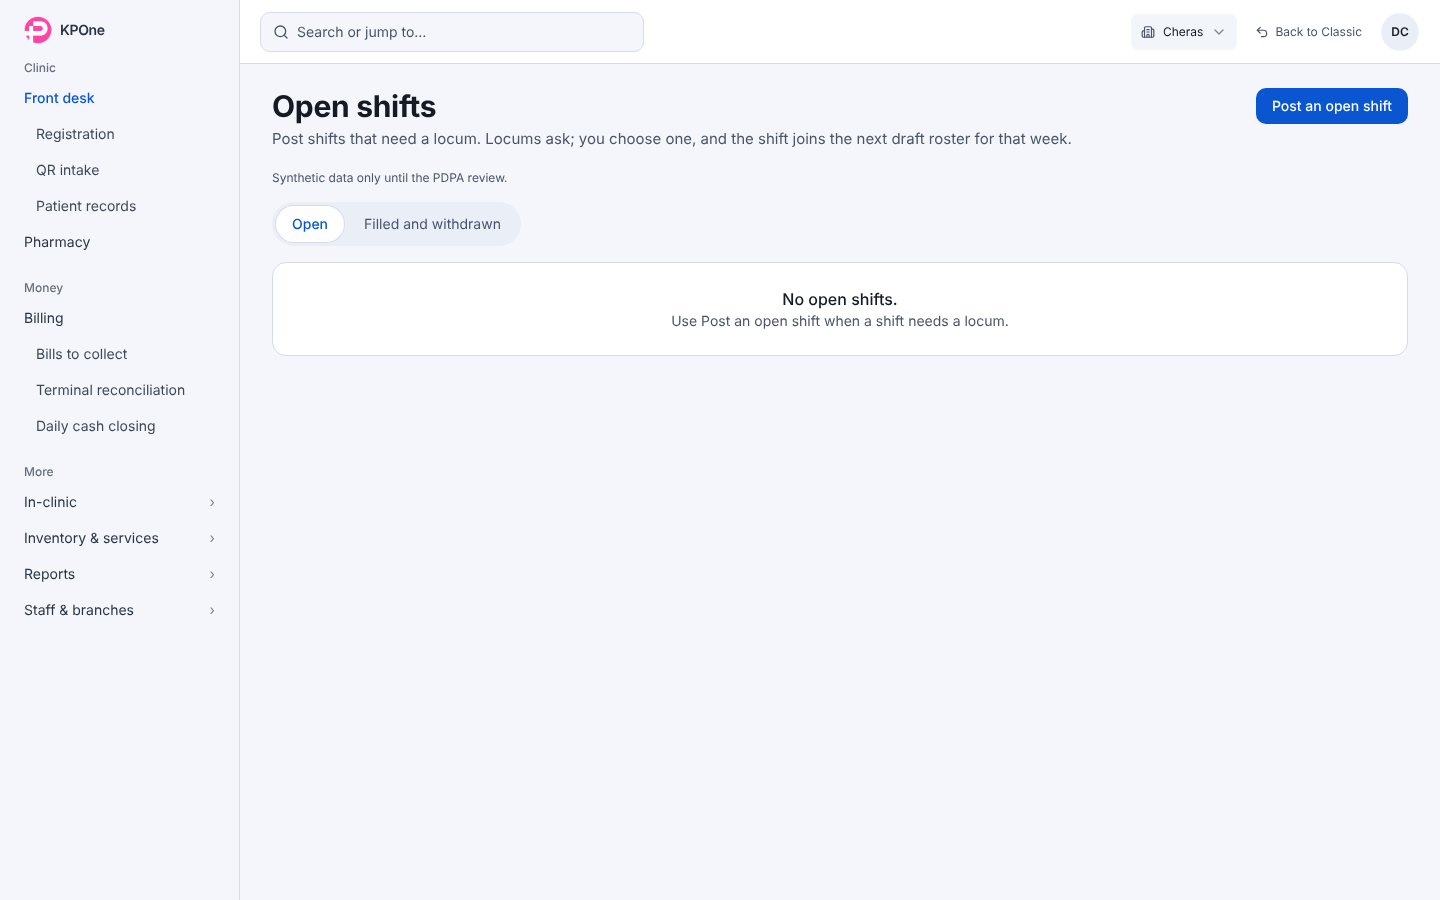 KPOne
Clinic
Front desk
Registration
QR intake
Patient records
Pharmacy
Money
Billing
Bills to collect
Terminal reconciliation
Daily cash closing
More
In-clinic
Inventory & services
Reports
Staff & branches
Search or jump to...
Cheras
Back to Classic
DC
Open shifts
Post an open shift
Post shifts that need a locum. Locums ask; you choose one, and the shift joins the next draft roster for that week.
Synthetic data only until the PDPA review.
Open
Filled and withdrawn
No open shifts.
Use Post an open shift when a shift needs a locum.